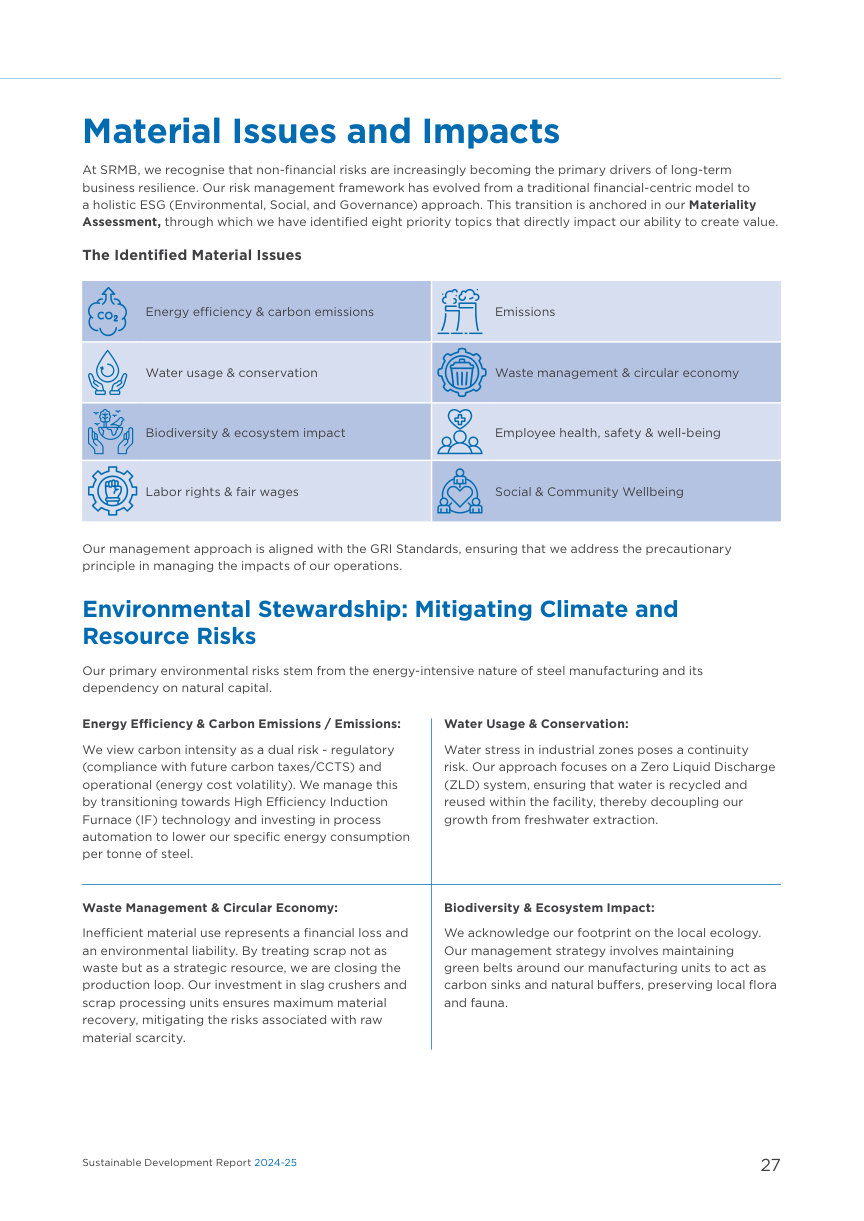 Material Issues and Impacts
At SRMB, we recognise that non-financial risks are increasingly becoming the primary drivers of long-term
business resilience. Our risk management framework has evolved from a traditional financial-centric model to
a holistic ESG (Environmental, Social, and Governance) approach. This transition is anchored in our Materiality
Assessment, through which we have identified eight priority topics that directly impact our ability to create value.
The Identified Material Issues
CO2
Energy efficiency & carbon emissions
Emissions
Water usage & conservation
Waste management & circular economy
Biodiversity & ecosystem impact
Employee health, safety & well-being
Labor rights & fair wages
Social & Community Wellbeing
Our management approach is aligned with the GRI Standards, ensuring that we address the precautionary
principle in managing the impacts of our operations.
Environmental Stewardship: Mitigating Climate and
Resource Risks
Our primary environmental risks stem from the energy-intensive nature of steel manufacturing and its
dependency on natural capital.
Energy Efficiency & Carbon Emissions / Emissions:
We view carbon intensity as a dual risk - regulatory
(compliance with future carbon taxes/CCTS) and
operational (energy cost volatility). We manage this
by transitioning towards High Efficiency Induction
Furnace (IF) technology and investing in process
automation to lower our specific energy consumption
per tonne of steel.
Water Usage & Conservation:
Water stress in industrial zones poses a continuity
risk. Our approach focuses on a Zero Liquid Discharge
(ZLD) system, ensuring that water is recycled and
reused within the facility, thereby decoupling our
growth from freshwater extraction.
Waste Management & Circular Economy:
Inefficient material use represents a financial loss and
an environmental liability. By treating scrap not as
waste but as a strategic resource, we are closing the
production loop. Our investment in slag crushers and
scrap processing units ensures maximum material
recovery, mitigating the risks associated with raw
material scarcity.
Biodiversity & Ecosystem Impact:
We acknowledge our footprint on the local ecology.
Our management strategy involves maintaining
green belts around our manufacturing units to act as
carbon sinks and natural buffers, preserving local flora
and fauna.
Sustainable Development Report 2024-25
27